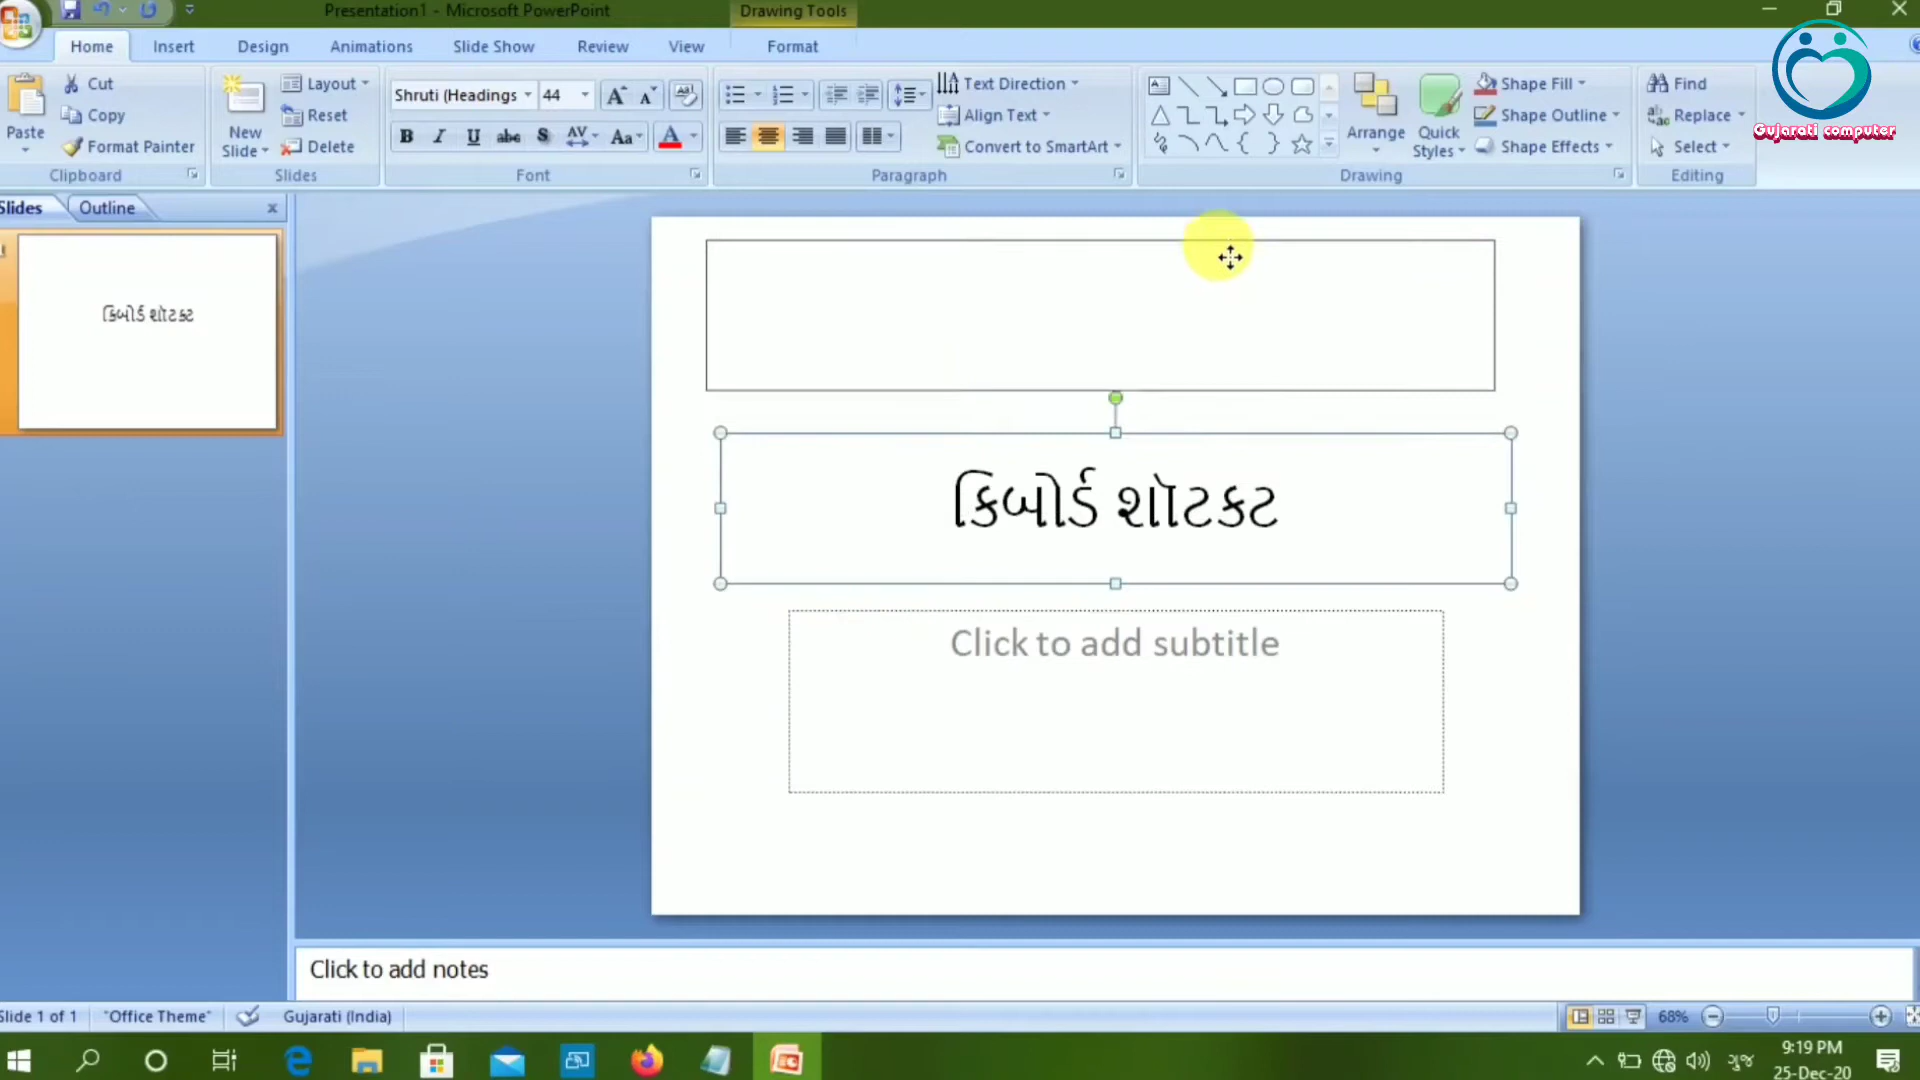 Presentation1 - Microsoft PowerPoint
Drawing Tools
Home Insert Design Animations Slide Show Review View Format
Cut
Copy
Format Painter
Paste
Clipboard
New Slide
Layout
Reset
Delete
Slides
Shruti (Headings 44
B I U abc S AV Aa A
Font
Text Direction
Align Text
Convert to SmartArt
Paragraph
Arrange
Quick Styles
Shape Fill
Shape Outline
Shape Effects
Drawing
Find
Replace
Select
Editing
Gujarati computer
Slides Outline
કિબોર્ડ શૉટકટ
કિબોર્ડ શૉટકટ
Click to add subtitle
Click to add notes
Slide 1 of 1 "Office Theme" Gujarati (India) 68%
ગુજ
9:19 PM
25-Dec-20